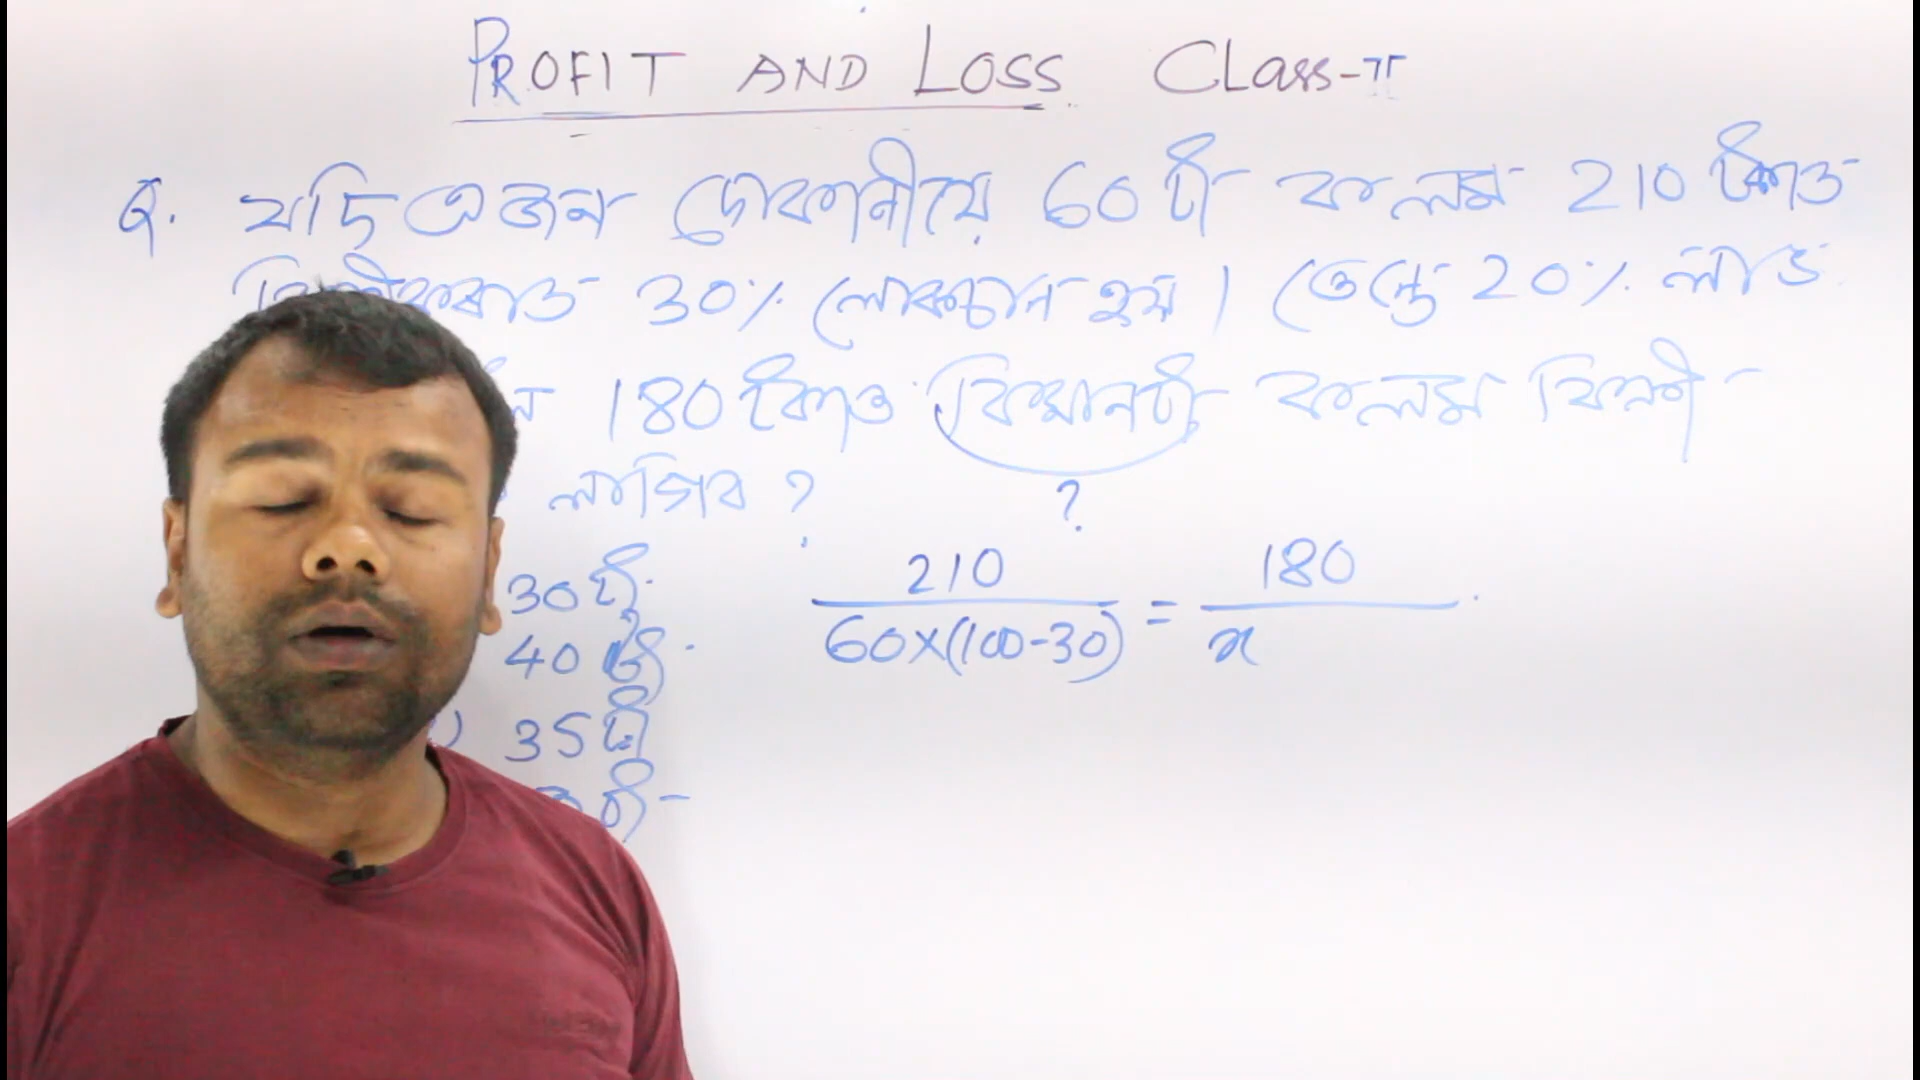 PROFIT AND LOSS CLass-II
Q. যদি এজন দোকানীয়ে 60 টা কলম 210 টকাত
30% লোকচান হয় । তেন্তে 20% লাভ
180 টকাত কিমানটা কলম বিক্ৰী
লাগিব ?
?
30 টা
40 টা
35 টা
টা
210 / 60×(100-30) = 180 / x